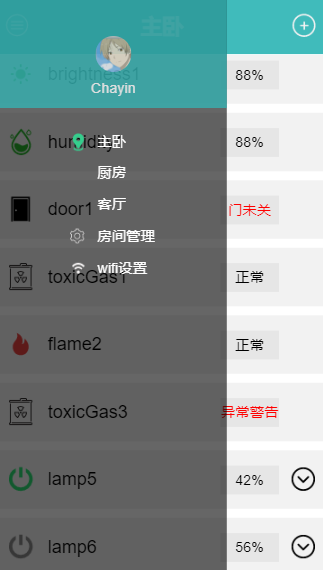 主卧
brightness1 88%
Chayin
humidity 88%
主卧
厨房
door1 门未关
客厅
房间管理
wifi设置
toxicGas1 正常
flame2 正常
toxicGas3 异常警告
lamp5 42%
lamp6 56%